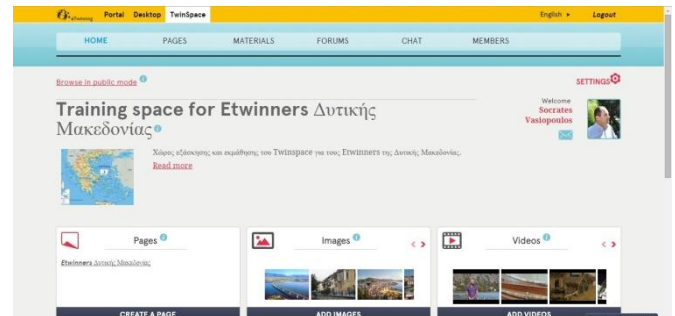 eTwinning Portal Desktop TwinSpace English Logout
HOME PAGES MATERIALS FORUMS CHAT MEMBERS
Browse in public mode SETTINGS
Training space for Etwinners Δυτικής
Μακεδονίας
Welcome
Socrates
Vasiopoulos
Χώρος εξάσκησης και εκμάθησης του Twinspace για τους Etwinners της Δυτικής Μακεδονίας.
Read more
Pages Images Videos
Etwinners Δυτικής Μακεδονίας
CREATE A PAGE ADD IMAGES ADD VIDEOS